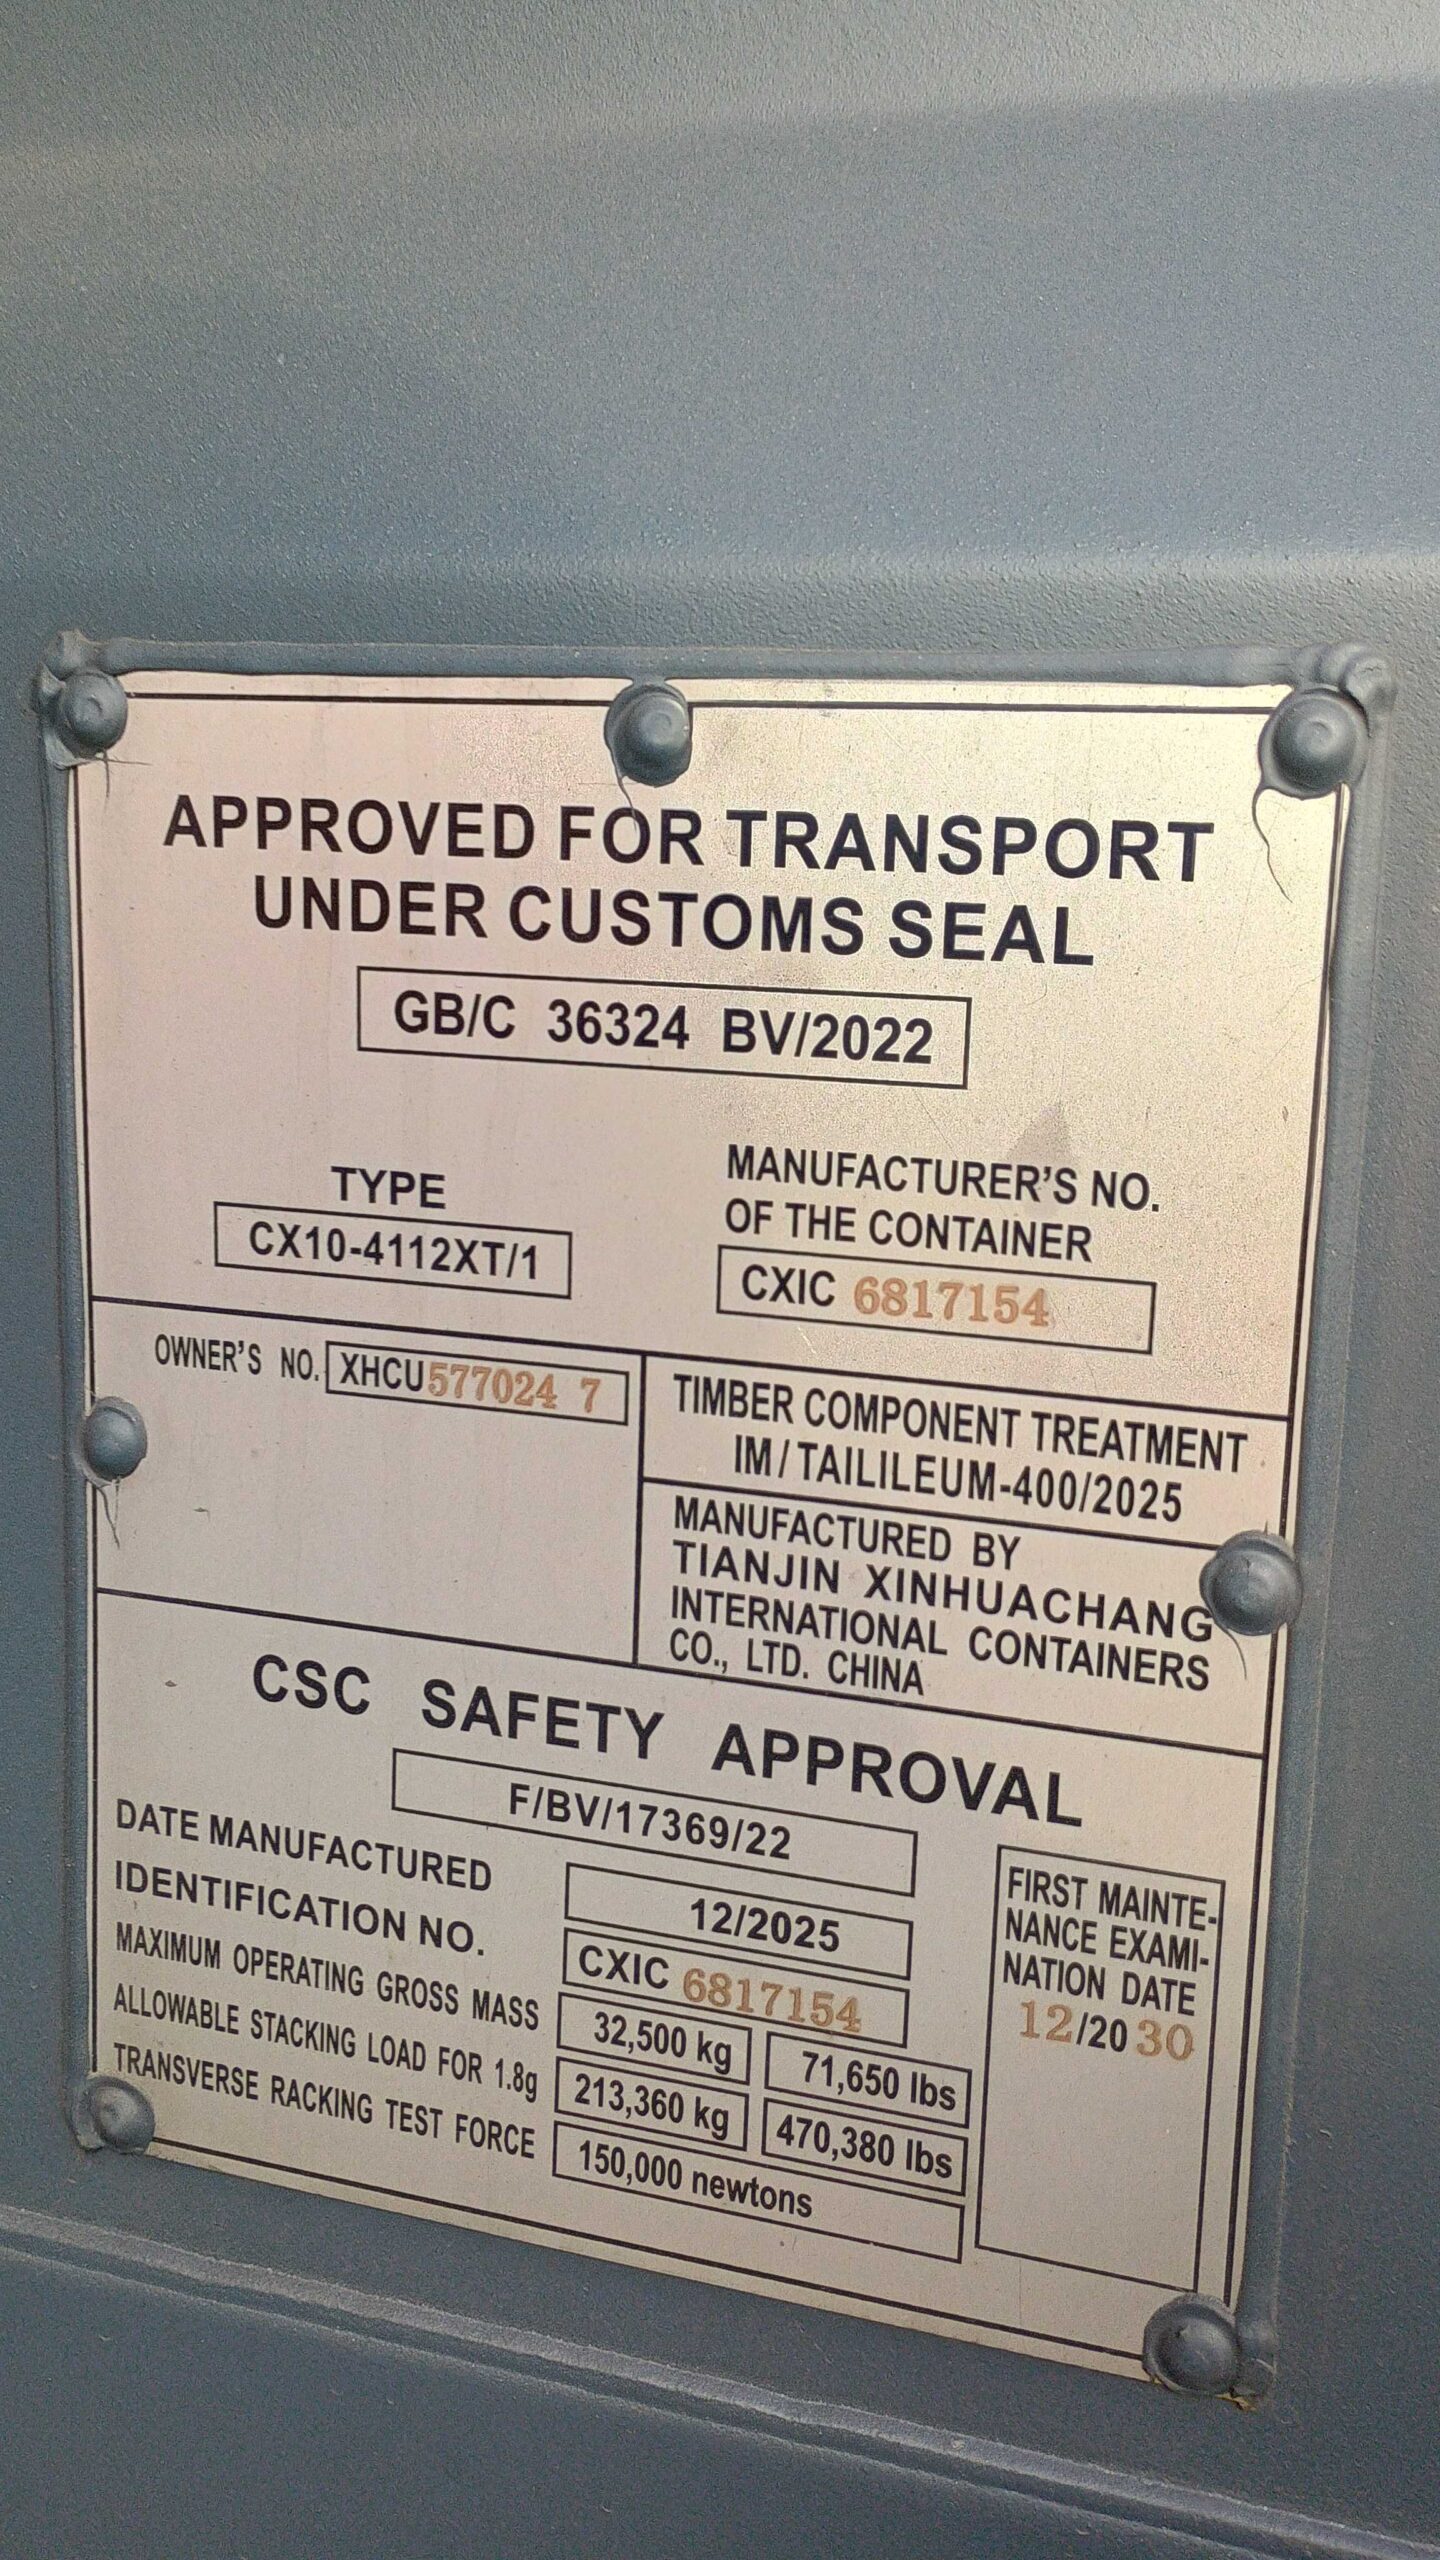 APPROVED FOR TRANSPORT
UNDER CUSTOMS SEAL
GB/C 36324 BV/2022
TYPE
CX10-4112XT/1
MANUFACTURER'S NO.
OF THE CONTAINER
CXIC 6817154
OWNER'S NO. XHCU 577024 7
TIMBER COMPONENT TREATMENT
IM / TAILILEUM-400/2025
MANUFACTURED BY
TIANJIN XINHUACHANG
INTERNATIONAL CONTAINERS
CO., LTD. CHINA
CSC SAFETY APPROVAL
F/BV/17369/22
DATE MANUFACTURED 12/2025
IDENTIFICATION NO. CXIC 6817154
MAXIMUM OPERATING GROSS MASS 32,500 kg 71,650 lbs
ALLOWABLE STACKING LOAD FOR 1.8g 213,360 kg 470,380 lbs
TRANSVERSE RACKING TEST FORCE 150,000 newtons
FIRST MAINTE-
NANCE EXAMI-
NATION DATE
12/20 30